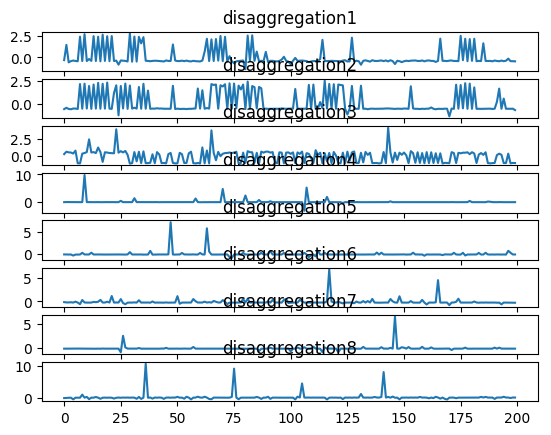 disaggregation1
2.5
0.0
disaggregation2
2.5
0.0
disaggregation3
2.5
0.0
disaggregation4
10
0
disaggregation5
5
0
disaggregation6
5
0
disaggregation7
5
0
disaggregation8
10
0
0 25 50 75 100 125 150 175 200